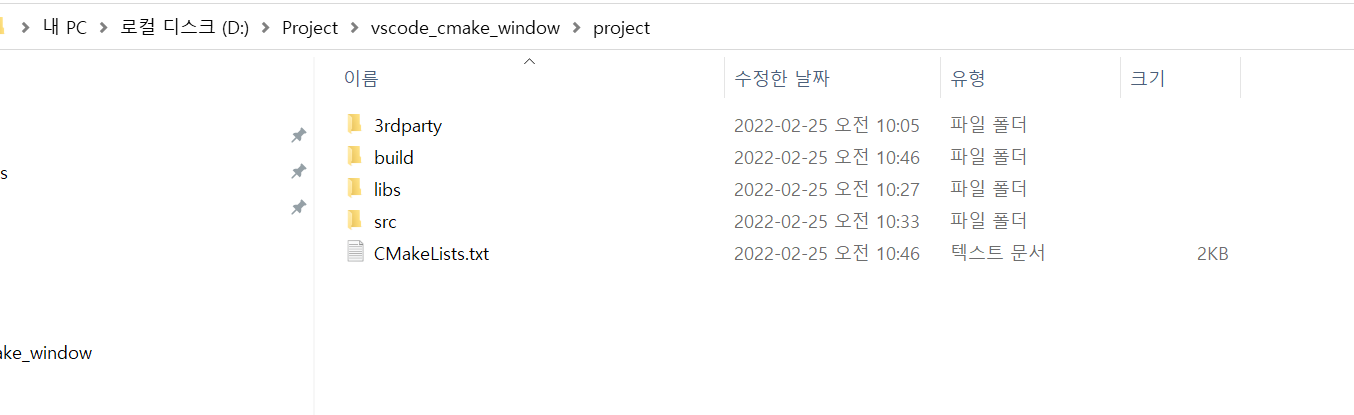 내 PC > 로컬 디스크 (D:) > Project > vscode_cmake_window > project
이름 수정한 날짜 유형 크기
3rdparty 2022-02-25 오전 10:05 파일 폴더
build 2022-02-25 오전 10:46 파일 폴더
s libs 2022-02-25 오전 10:27 파일 폴더
src 2022-02-25 오전 10:33 파일 폴더
CMakeLists.txt 2022-02-25 오전 10:46 텍스트 문서 2KB
ake_window